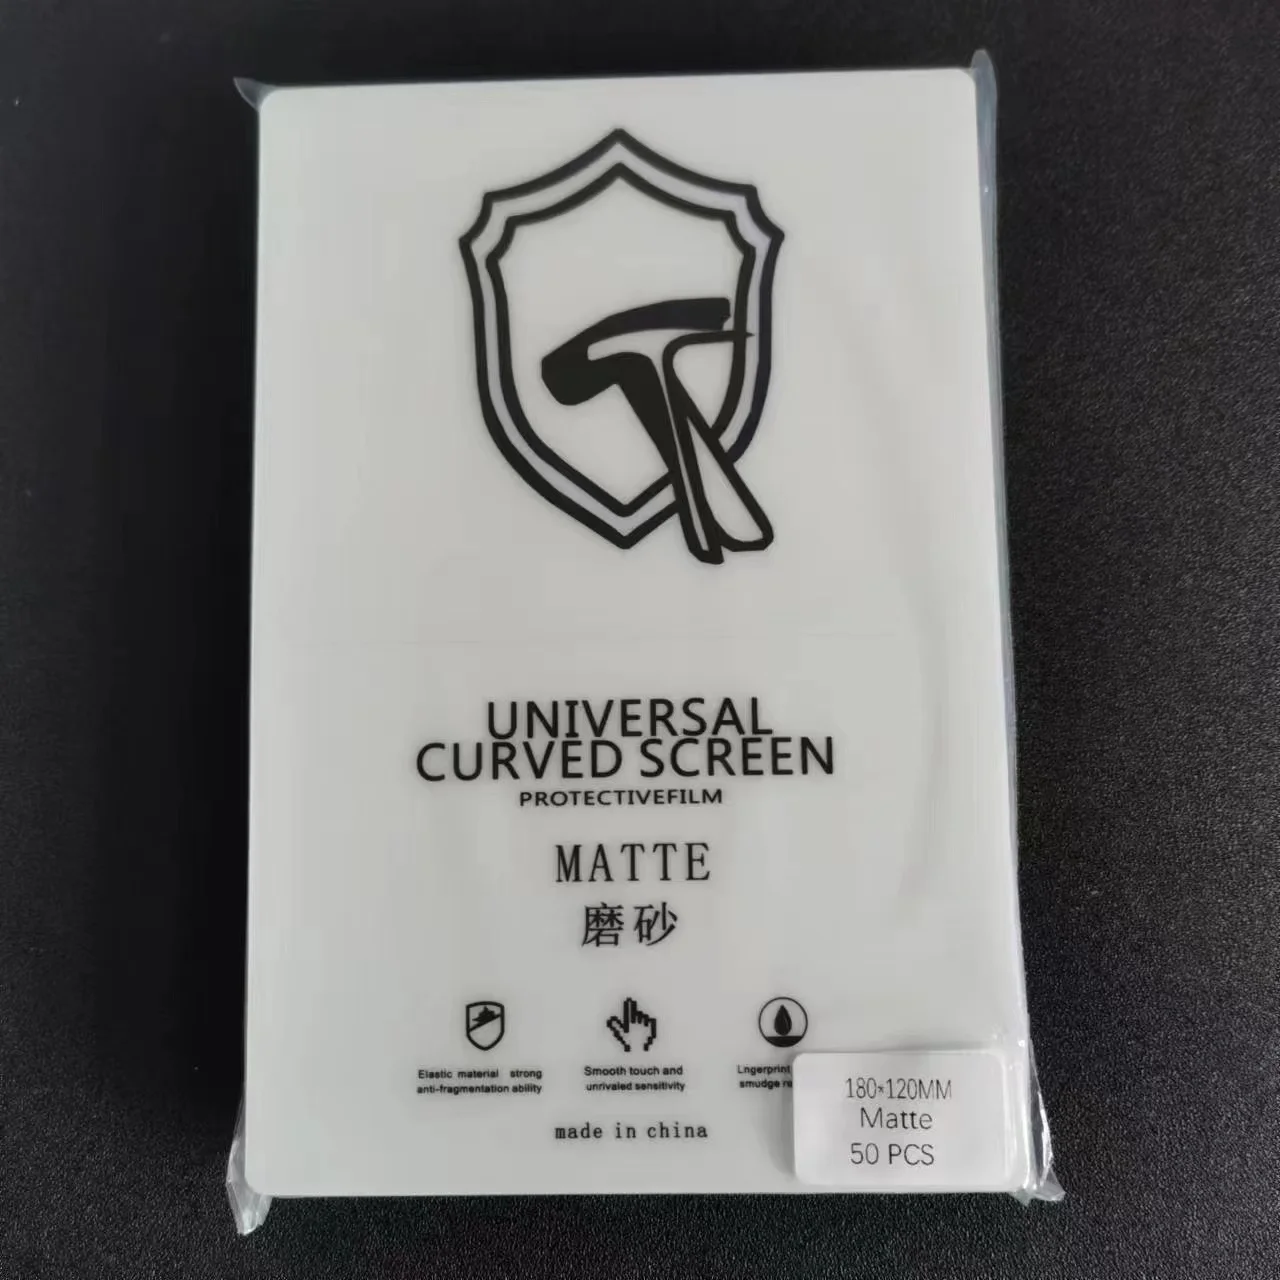 UNIVERSAL
CURVED SCREEN
PROTECTIVEFILM
MATTE
磨砂
Elastic material strong
anti-fragmentation ability
Smooth touch and
unrivaled sensitivity
Lngerprint
smudge
made in china
180*120MM
Matte
50 PCS